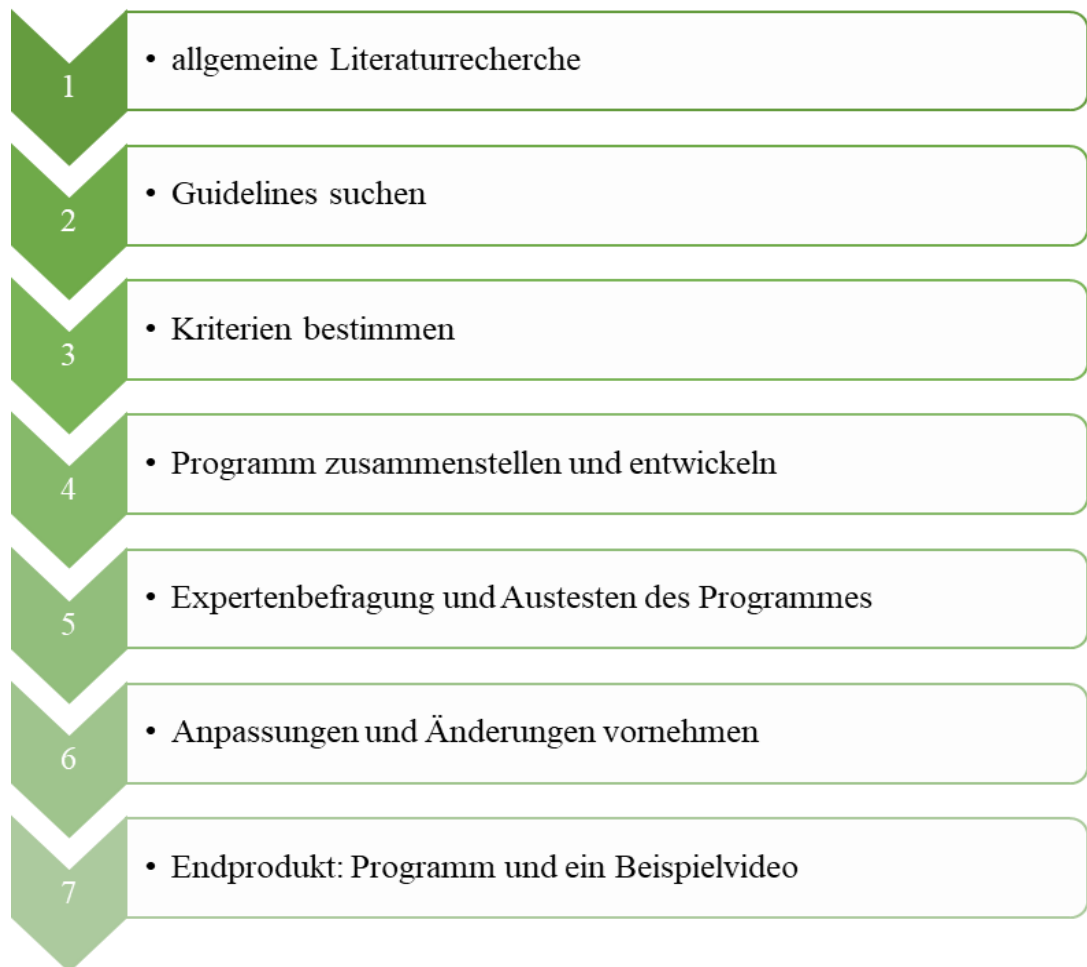 1
• allgemeine Literaturrecherche
2
• Guidelines suchen
3
• Kriterien bestimmen
4
• Programm zusammenstellen und entwickeln
5
• Expertenbefragung und Austesten des Programmes
6
• Anpassungen und Änderungen vornehmen
7
• Endprodukt: Programm und ein Beispielvideo